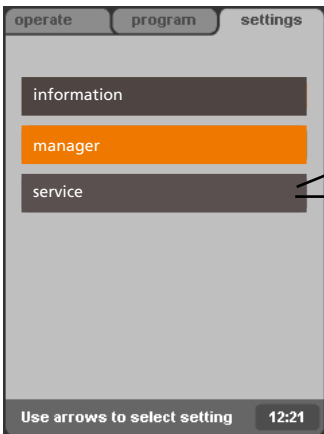 operate program settings
information
manager
service
Use arrows to select setting 12:21